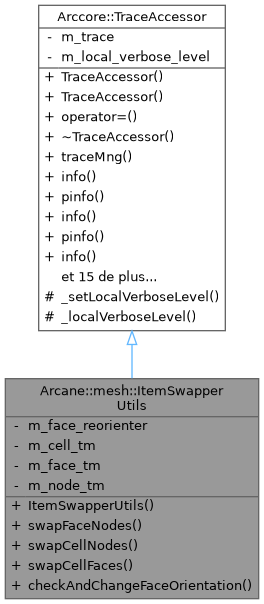 Arccore::TraceAccessor
- m_trace
- m_local_verbose_level
+ TraceAccessor()
+ TraceAccessor()
+ operator=()
+ ~TraceAccessor()
+ traceMng()
+ info()
+ pinfo()
+ info()
+ pinfo()
+ info()
et 15 de plus...
# _setLocalVerboseLevel()
# _localVerboseLevel()
Arcane::mesh::ItemSwapper
Utils
- m_face_reorienter
- m_cell_tm
- m_face_tm
- m_node_tm
+ ItemSwapperUtils()
+ swapFaceNodes()
+ swapCellNodes()
+ swapCellFaces()
+ checkAndChangeFaceOrientation()